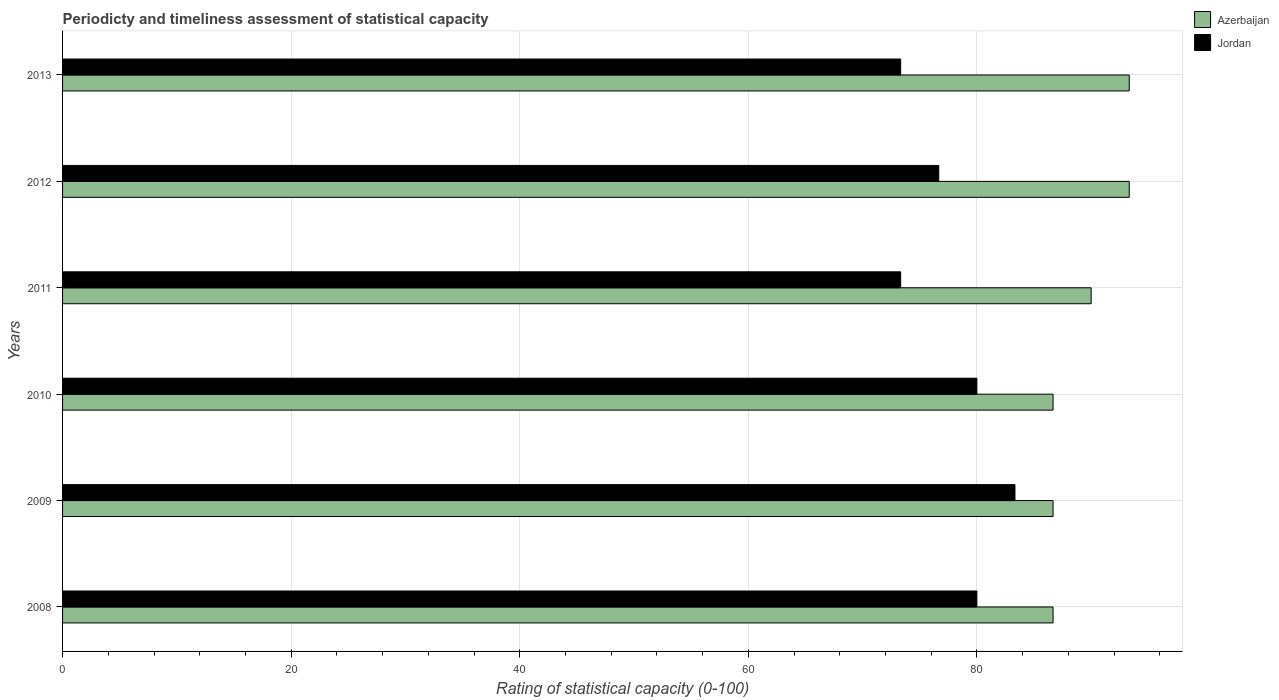 Periodicty and timeliness assessment of statistical capacity
Azerbaijan
Jordan
2013
2012
2011
2010
2009
2008
Years
0
20
40
60
80
Rating of statistical capacity (0-100)